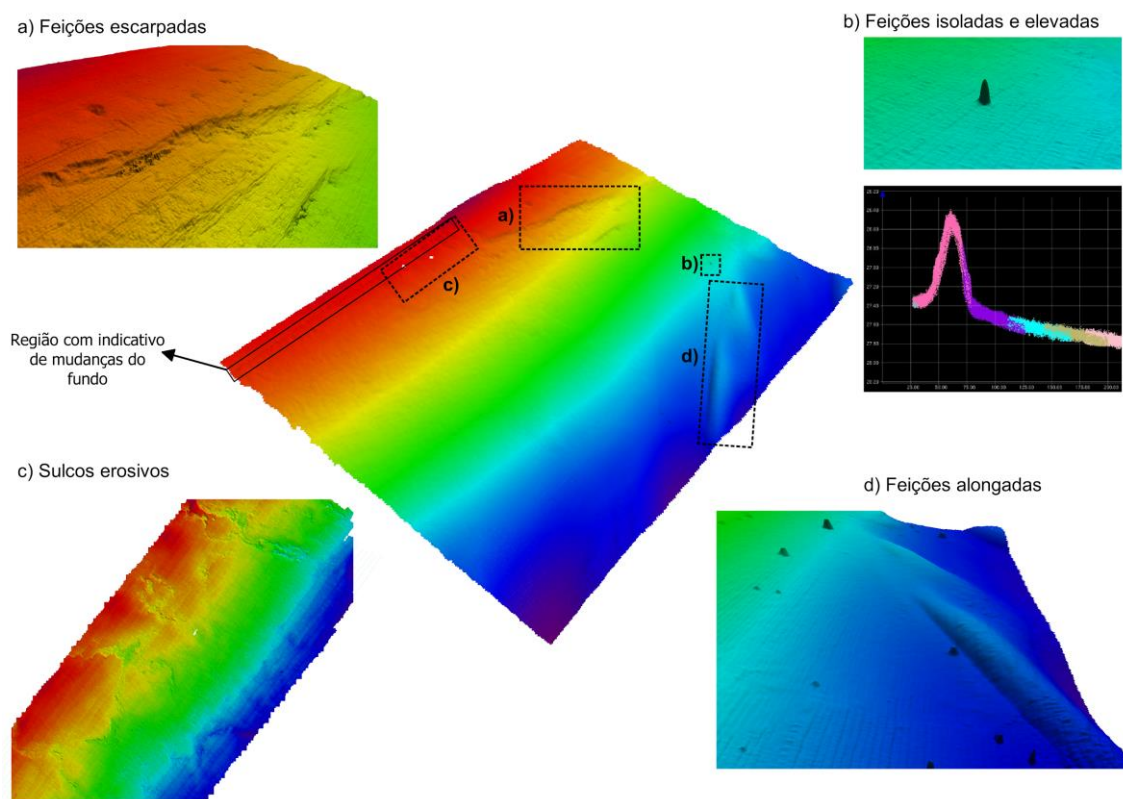 a) Feições escarpadas
b) Feições isoladas e elevadas
a)
b)
c)
d)
Região com indicativo
de mudanças do
fundo
c) Sulcos erosivos
d) Feições alongadas